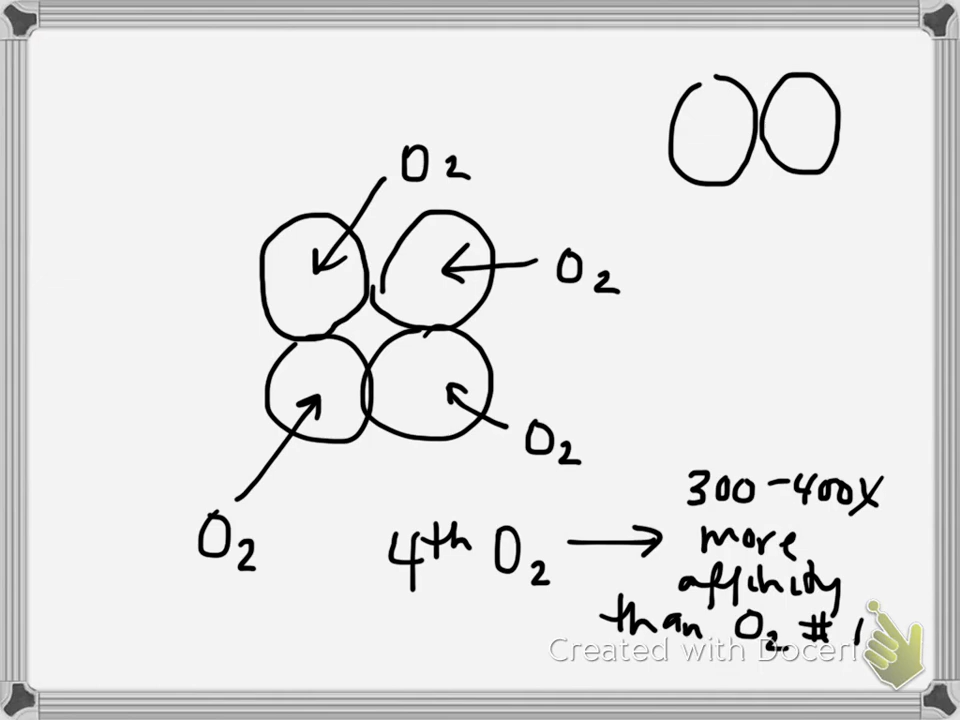 O2
O2
O2
O2
4th O2 → 300-400X
more
affinity
than O2 #1
Created with Doceri